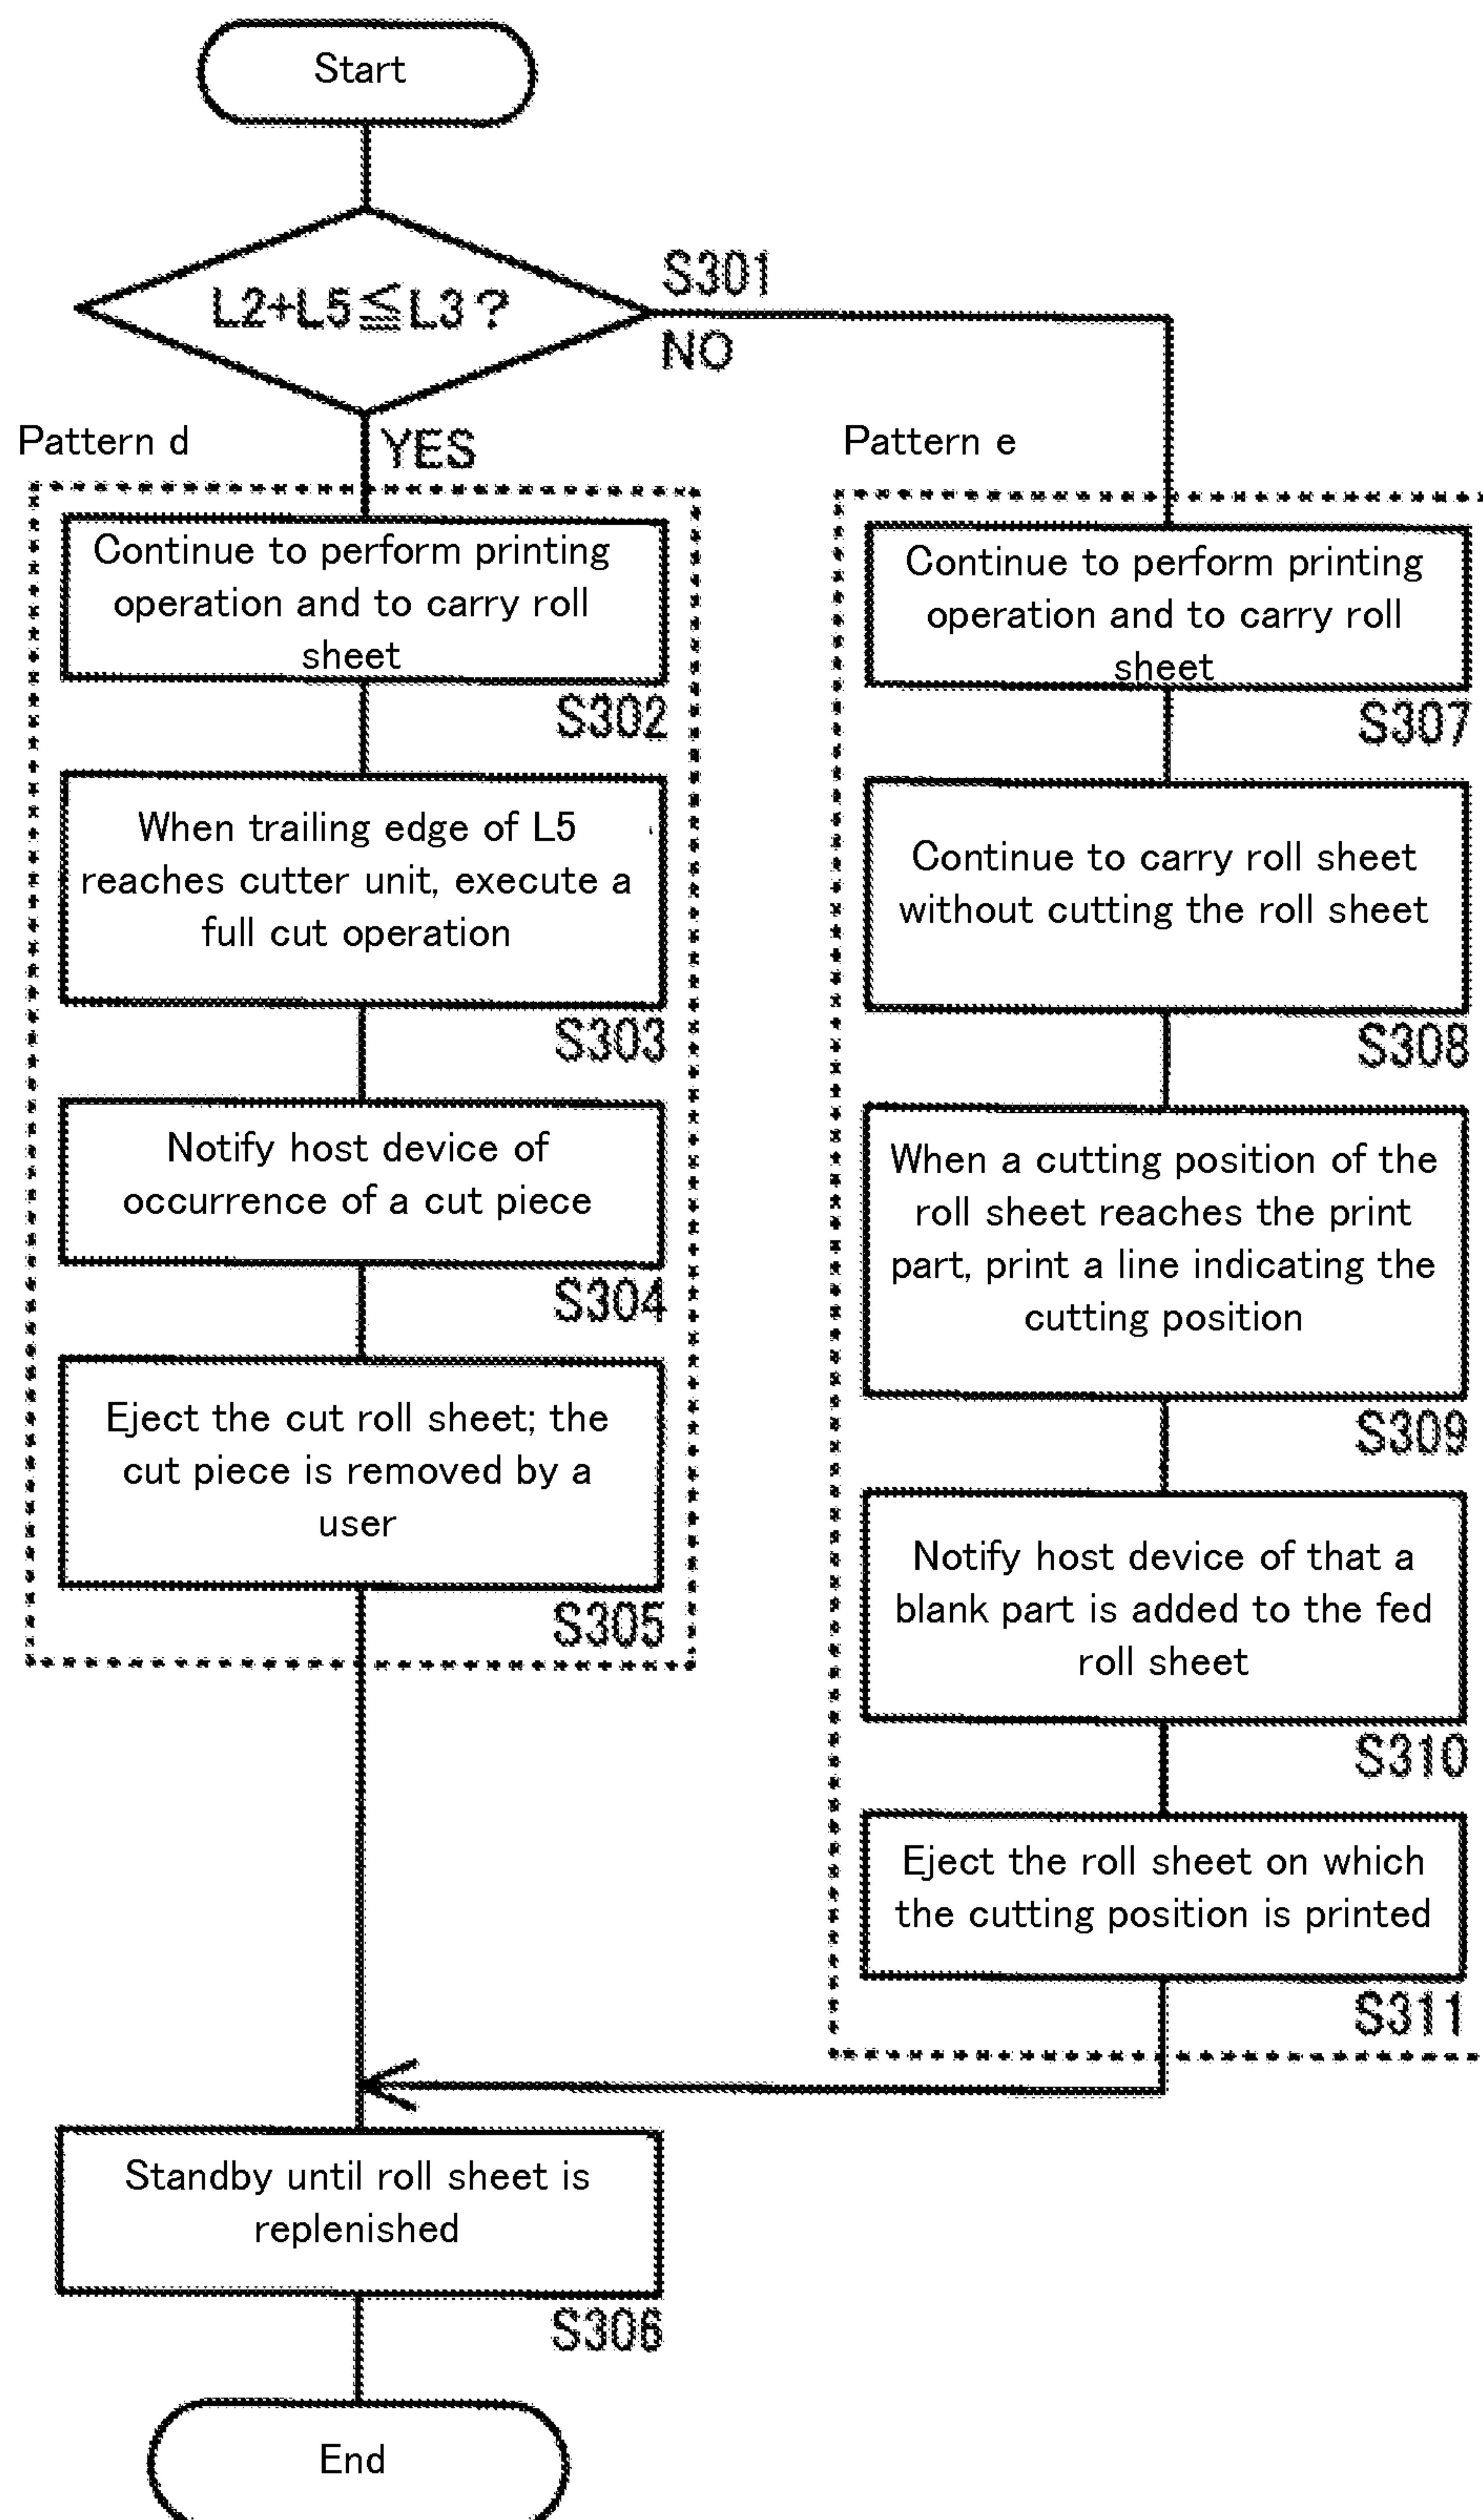 Start
L2+L5≦L3?
S301
NO
YES
Pattern d
Continue to perform printing
operation and to carry roll
sheet
S302
When trailing edge of L5
reaches cutter unit, execute a
full cut operation
S303
Notify host device of
occurrence of a cut piece
S304
Eject the cut roll sheet; the
cut piece is removed by a
user
S305
Pattern e
Continue to perform printing
operation and to carry roll
sheet
S307
Continue to carry roll sheet
without cutting the roll sheet
S308
When a cutting position of the
roll sheet reaches the print
part, print a line indicating the
cutting position
S309
Notify host device of that a
blank part is added to the fed
roll sheet
S310
Eject the roll sheet on which
the cutting position is printed
S311
Standby until roll sheet is
replenished
S306
End